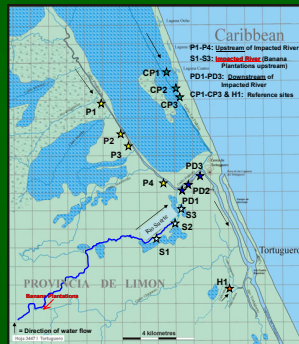 Caribbean
P1-P4: Upstream of Impacted River
S1-S3: Impacted River (Banana
Plantations upstream)
PD1-PD3: Downstream of
Impacted River
CP1-CP3 & H1: Reference sites
CP1
CP2
CP3
P1
P2
P3
P4
PD3
PD2
PD1
S3
S2
S1
Rio Suerte
Tortuguero
H1
PROVINCIA DE LIMON
Banana Plantations
= Direction of water flow
4 kilometres